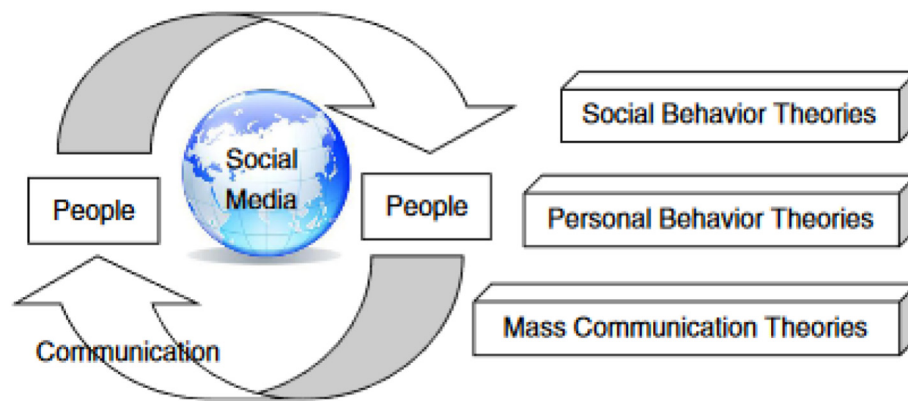 Social Behavior Theories
Social
Media
People
People
Personal Behavior Theories
Mass Communication Theories
Communication